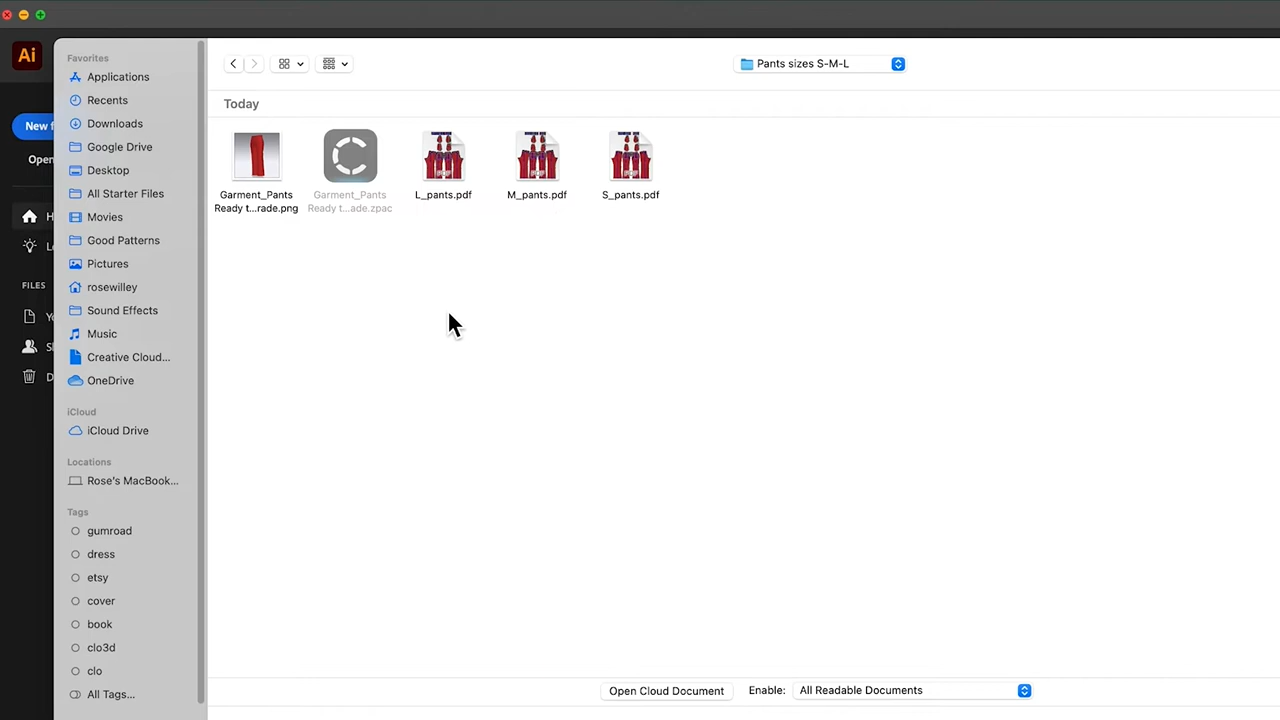 Ai
New f
Open
H
L
FILES
Y
S
D
Favorites
Applications
Recents
Downloads
Google Drive
Desktop
All Starter Files
Movies
Good Patterns
Pictures
rosewilley
Sound Effects
Music
Creative Cloud...
OneDrive
iCloud
iCloud Drive
Locations
Rose's MacBook...
Tags
gumroad
dress
etsy
cover
book
clo3d
clo
All Tags...
Pants sizes S-M-L
Today
Garment_Pants
Ready t...rade.png
Garment_Pants
Ready t...ade.zpac
L_pants.pdf
M_pants.pdf
S_pants.pdf
Open Cloud Document
Enable:
All Readable Documents